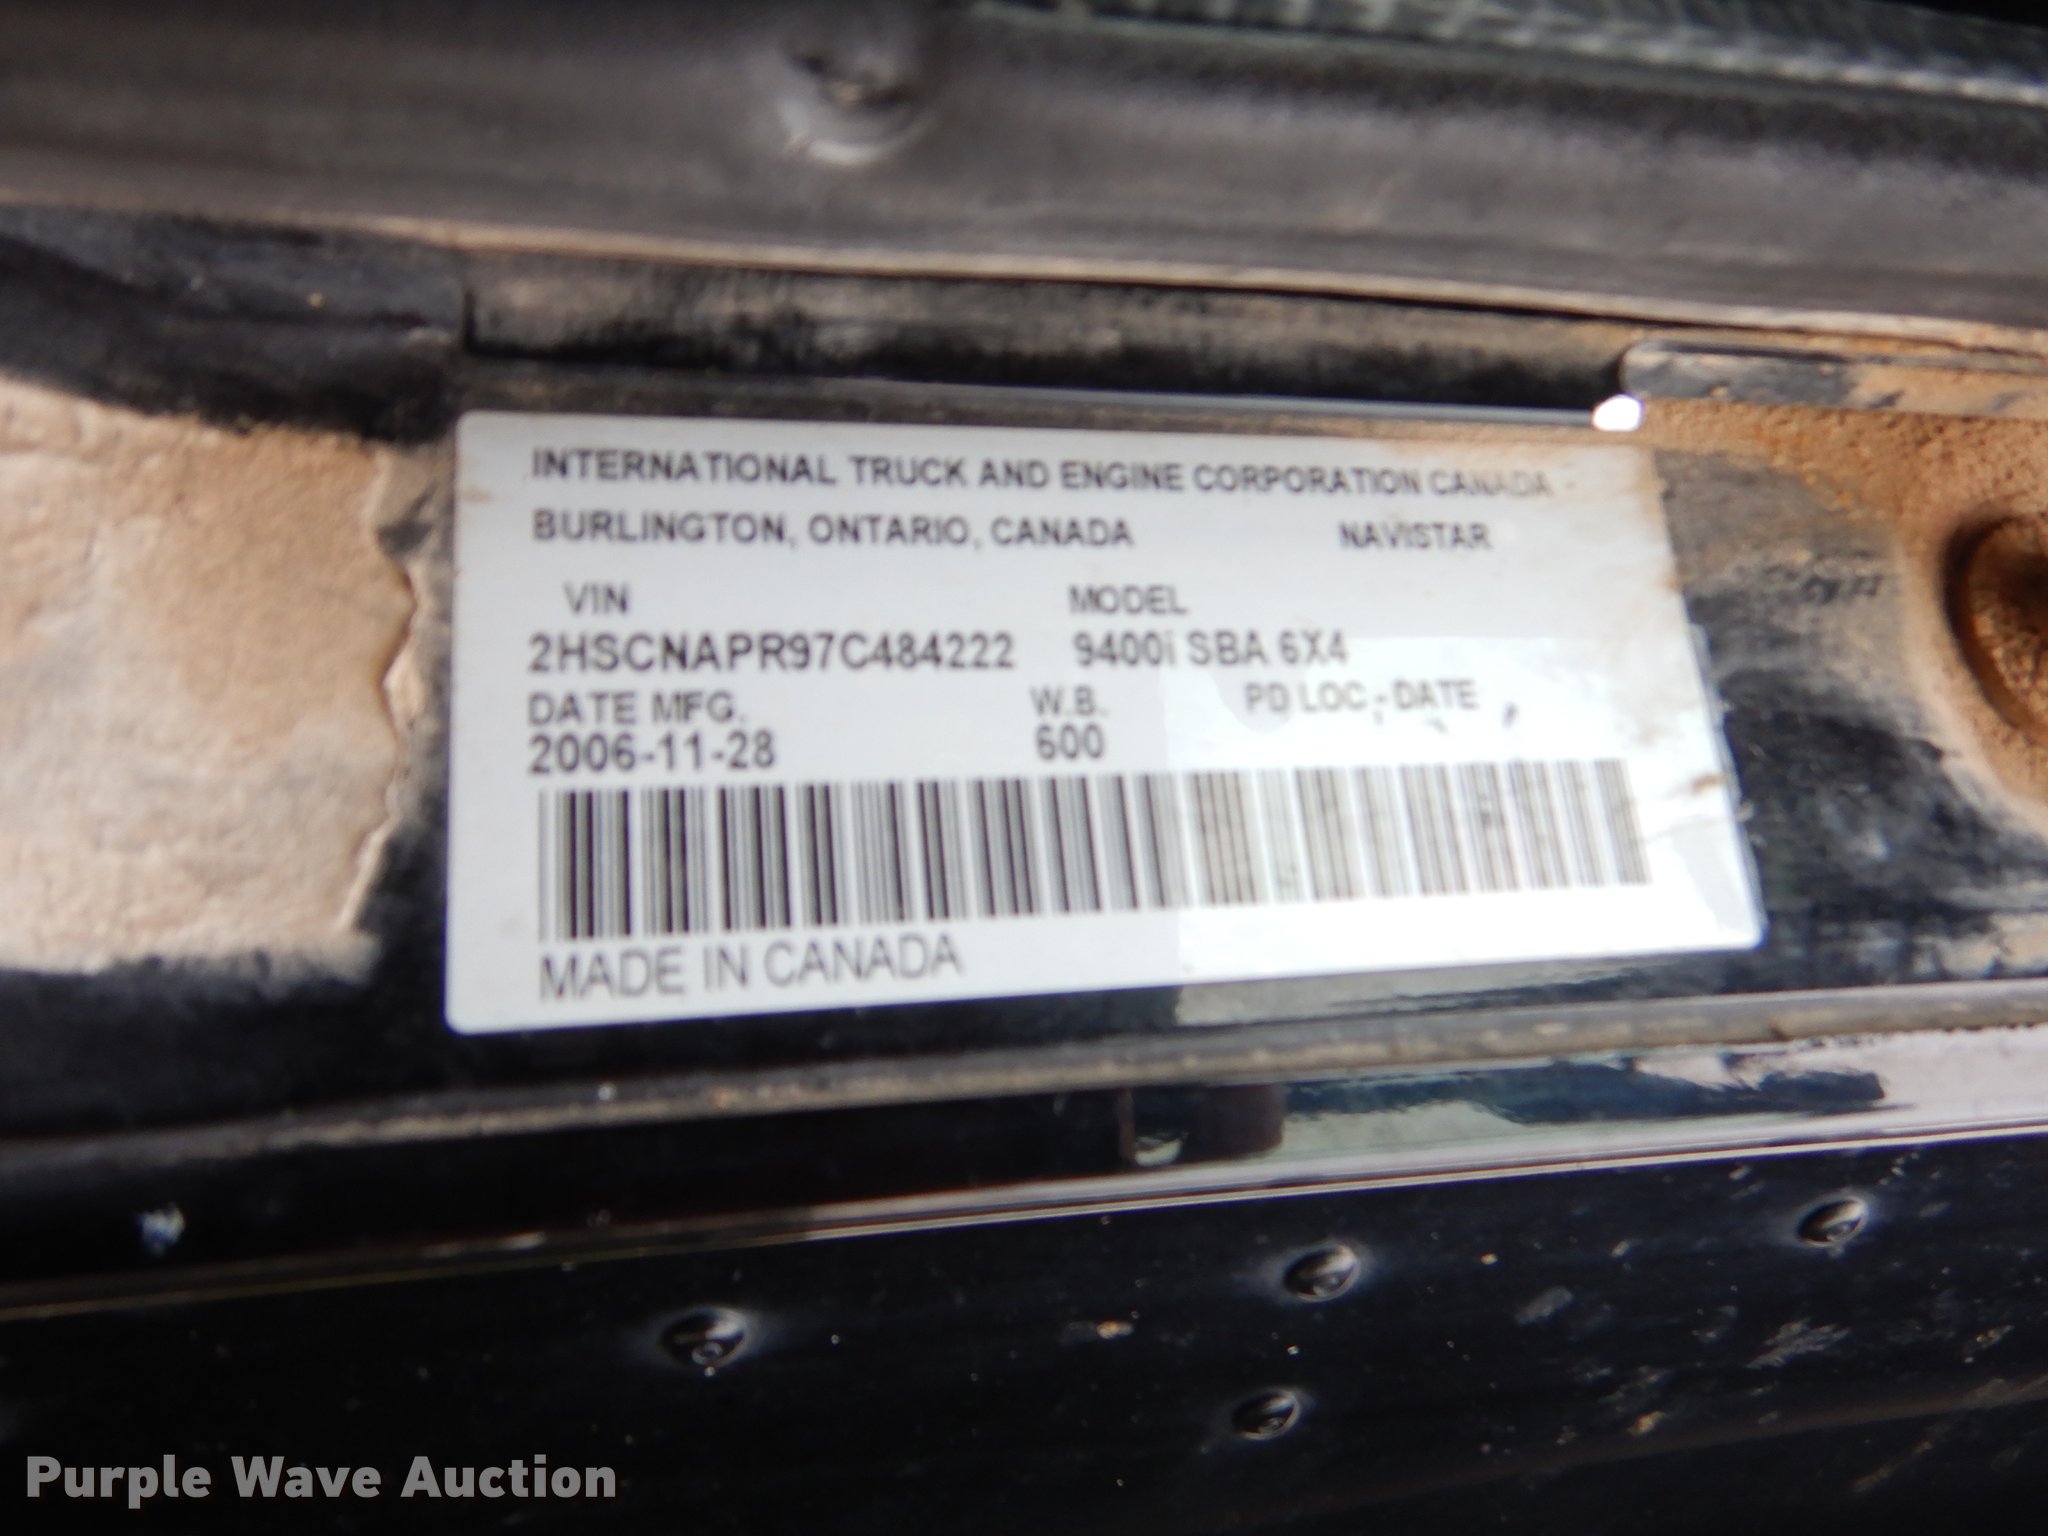 INTERNATIONAL TRUCK AND ENGINE CORPORATION CANADA -
BURLINGTON, ONTARIO, CANADA NAVISTAR
VIN MODEL
2HSCNAPR97C484222 9400i SBA 6X4
DATE MFG. W.B. PD LOC - DATE
2006-11-28 600
MADE IN CANADA
Purple Wave Auction